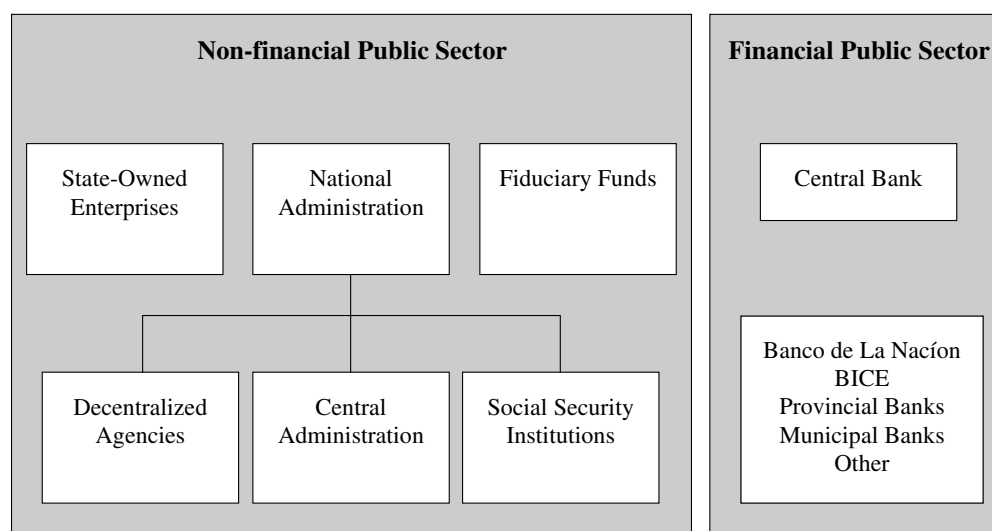 Non-financial Public Sector
State-Owned
Enterprises
National
Administration
Fiduciary Funds
Decentralized
Agencies
Central
Administration
Social Security
Institutions
Financial Public Sector
Central Bank
Banco de La Nacíon
BICE
Provincial Banks
Municipal Banks
Other